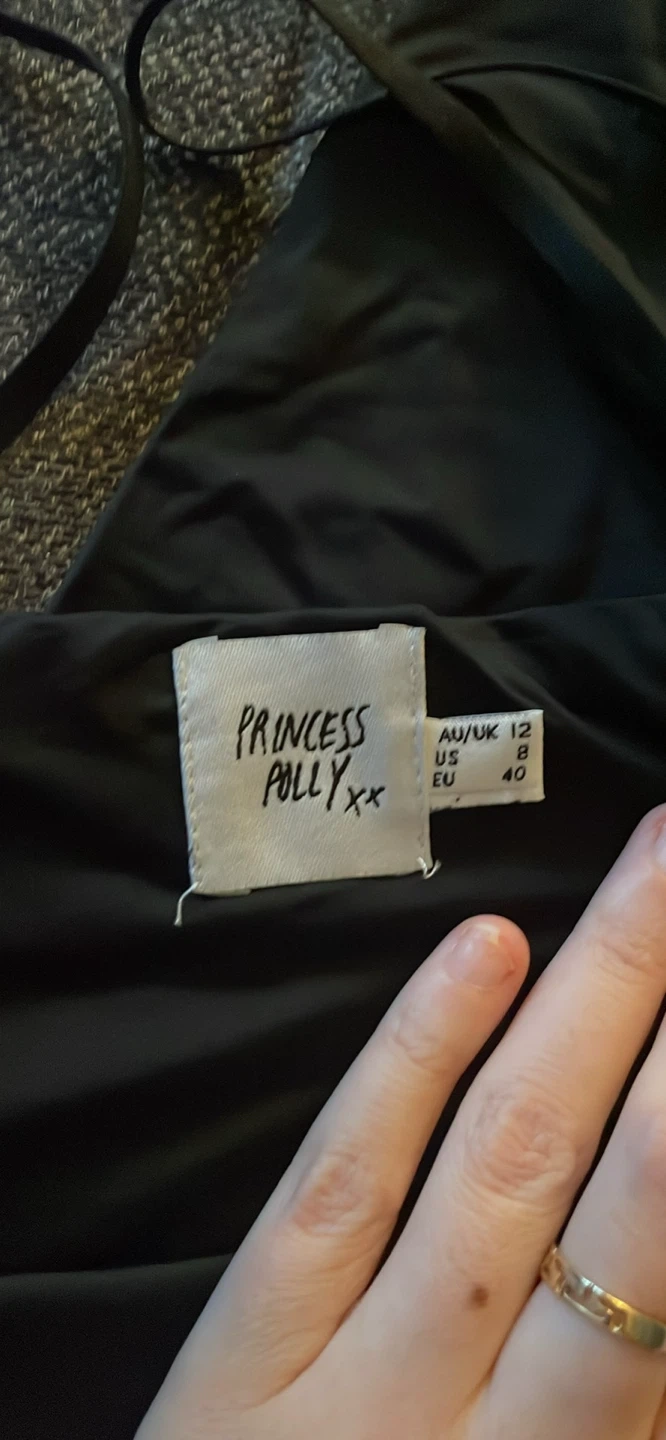 PRINCESS
POLLY xx
AU/UK 12
US 8
EU 40